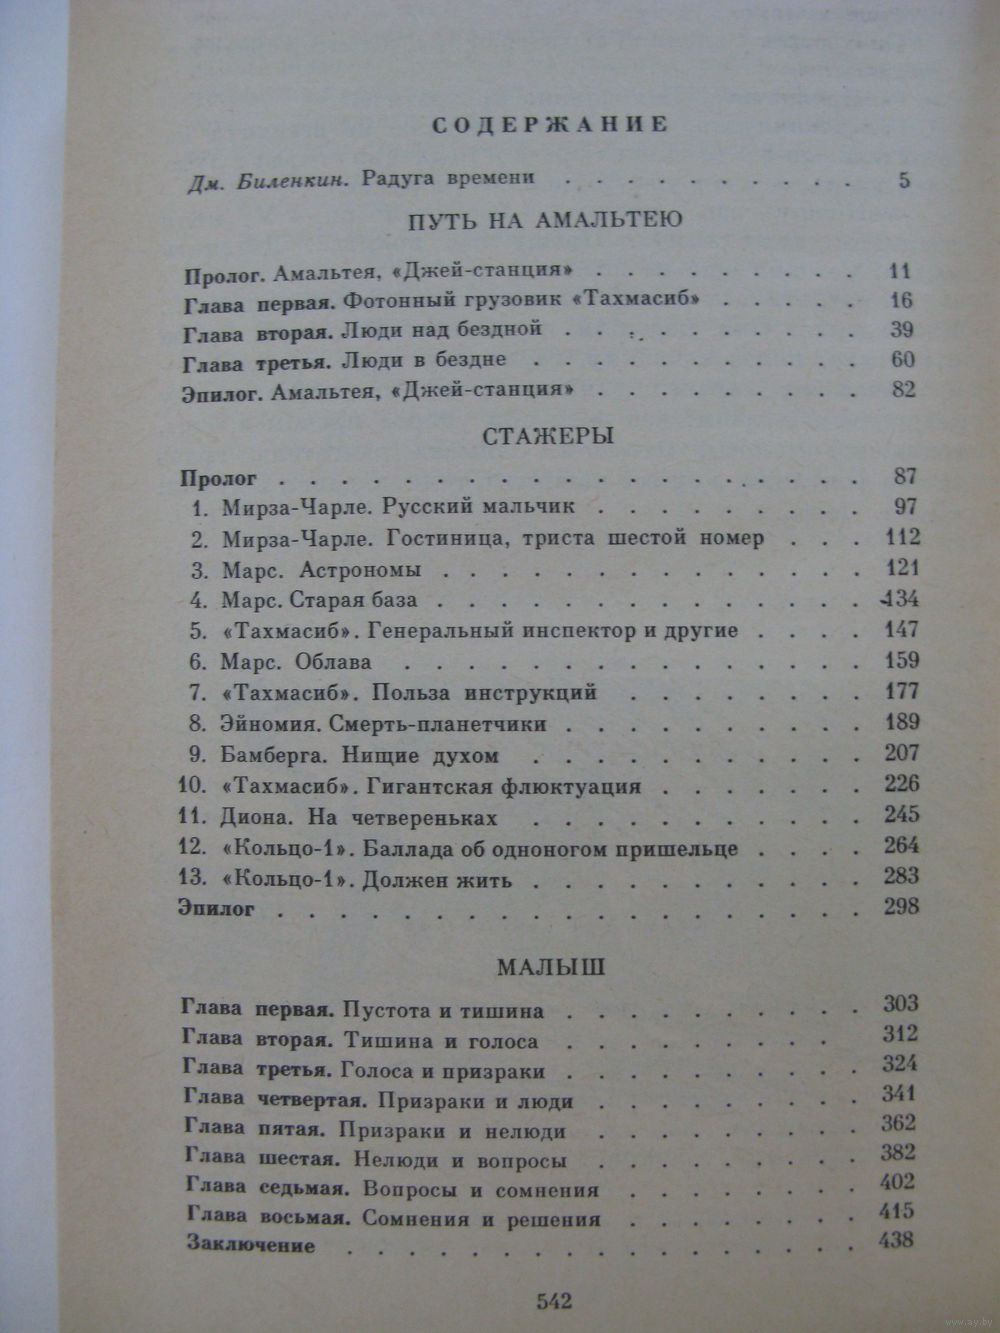 СОДЕРЖАНИЕ
Дм. Биленкин. Радуга времени . . . . . . . . . . 5
ПУТЬ НА АМАЛЬТЕЮ
Пролог. Амальтея, «Джей-станция» . . . . . . . . . 11
Глава первая. Фотонный грузовик «Тахмасиб» . . . . . 16
Глава вторая. Люди над бездной . . . . . . . . . . 39
Глава третья. Люди в бездне . . . . . . . . . . . 60
Эпилог. Амальтея, «Джей-станция» . . . . . . . . . 82
СТАЖЕРЫ
Пролог . . . . . . . . . . . . . . . . . . . 87
1. Мирза-Чарле. Русский мальчик . . . . . . . . . 97
2. Мирза-Чарле. Гостиница, триста шестой номер . . . 112
3. Марс. Астрономы . . . . . . . . . . . . . . 121
4. Марс. Старая база . . . . . . . . . . . . . . 134
5. «Тахмасиб». Генеральный инспектор и другие . . . . 147
6. Марс. Облава . . . . . . . . . . . . . . . 159
7. «Тахмасиб». Польза инструкций . . . . . . . . 177
8. Эйномия. Смерть-планетчики . . . . . . . . . . 189
9. Бамберга. Нищие духом . . . . . . . . . . . 207
10. «Тахмасиб». Гигантская флюктуация . . . . . . . 226
11. Диона. На четвереньках . . . . . . . . . . . 245
12. «Кольцо-1». Баллада об одноногом пришельце . . . . 264
13. «Кольцо-1». Должен жить . . . . . . . . . . . 283
Эпилог . . . . . . . . . . . . . . . . . . . 298
МАЛЫШ
Глава первая. Пустота и тишина . . . . . . . . . . 303
Глава вторая. Тишина и голоса . . . . . . . . . 312
Глава третья. Голоса и призраки . . . . . . . . . . 324
Глава четвертая. Призраки и люди . . . . . . . . . 341
Глава пятая. Призраки и нелюди . . . . . . . . . 362
Глава шестая. Нелюди и вопросы . . . . . . . . . 382
Глава седьмая. Вопросы и сомнения . . . . . . . . 402
Глава восьмая. Сомнения и решения . . . . . . . . 415
Заключение . . . . . . . . . . . . . . . . . 438
542
www.ay.by